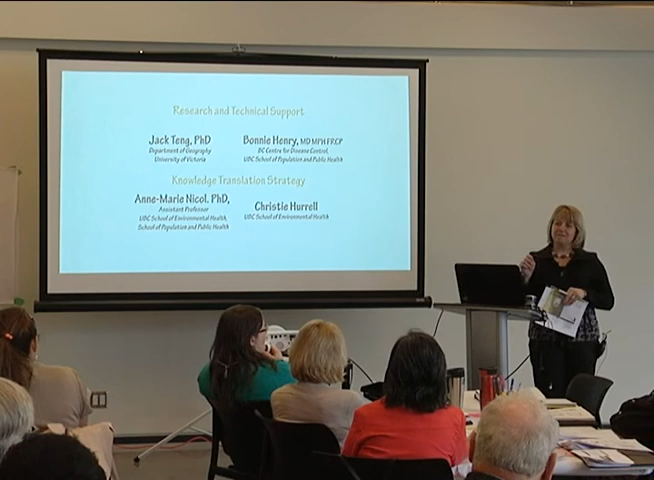 Research and Technical Support
Jack Teng, PhD
Department of Geography
University of Victoria
Bonnie Henry, MD MPH FRCP
BC Centre for Disease Control,
UBC School of Population and Public Health
Knowledge Translation Strategy
Anne-Marie Nicol, PhD,
Assistant Professor
UBC School of Environmental Health,
School of Population and Public Health
Christie Hurrell
UBC School of Environmental Health